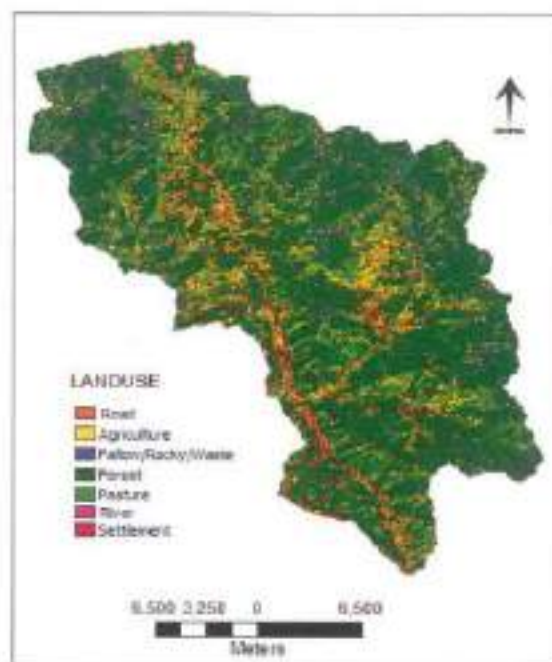 LANDUSE
Road
Agriculture
Fallow/Rocky/Waste
Forest
Pasture
River
Settlement
6,500 3,250 0 6,500
Meters